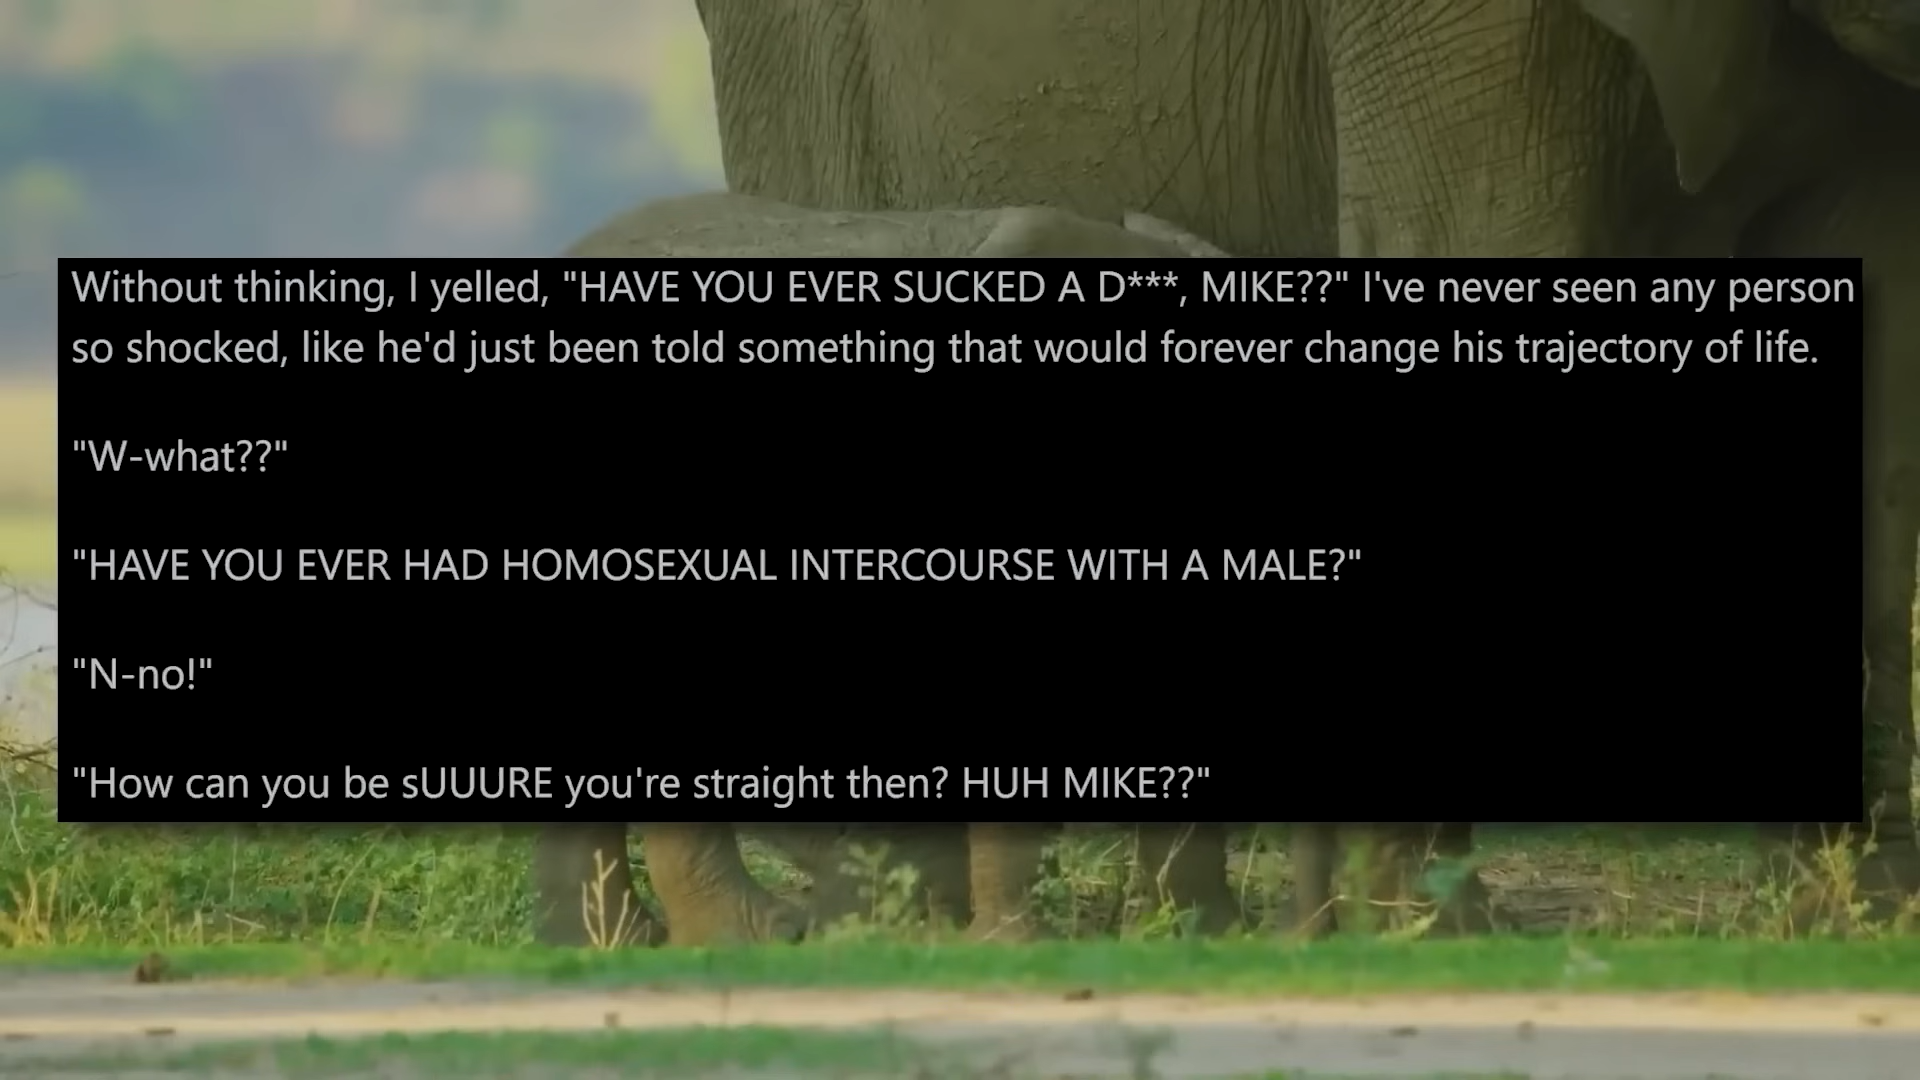 Without thinking, I yelled, "HAVE YOU EVER SUCKED A D***, MIKE??" I've never seen any person
so shocked, like he'd just been told something that would forever change his trajectory of life.
"W-what??"
"HAVE YOU EVER HAD HOMOSEXUAL INTERCOURSE WITH A MALE?"
"N-no!"
"How can you be sUUURE you're straight then? HUH MIKE??"